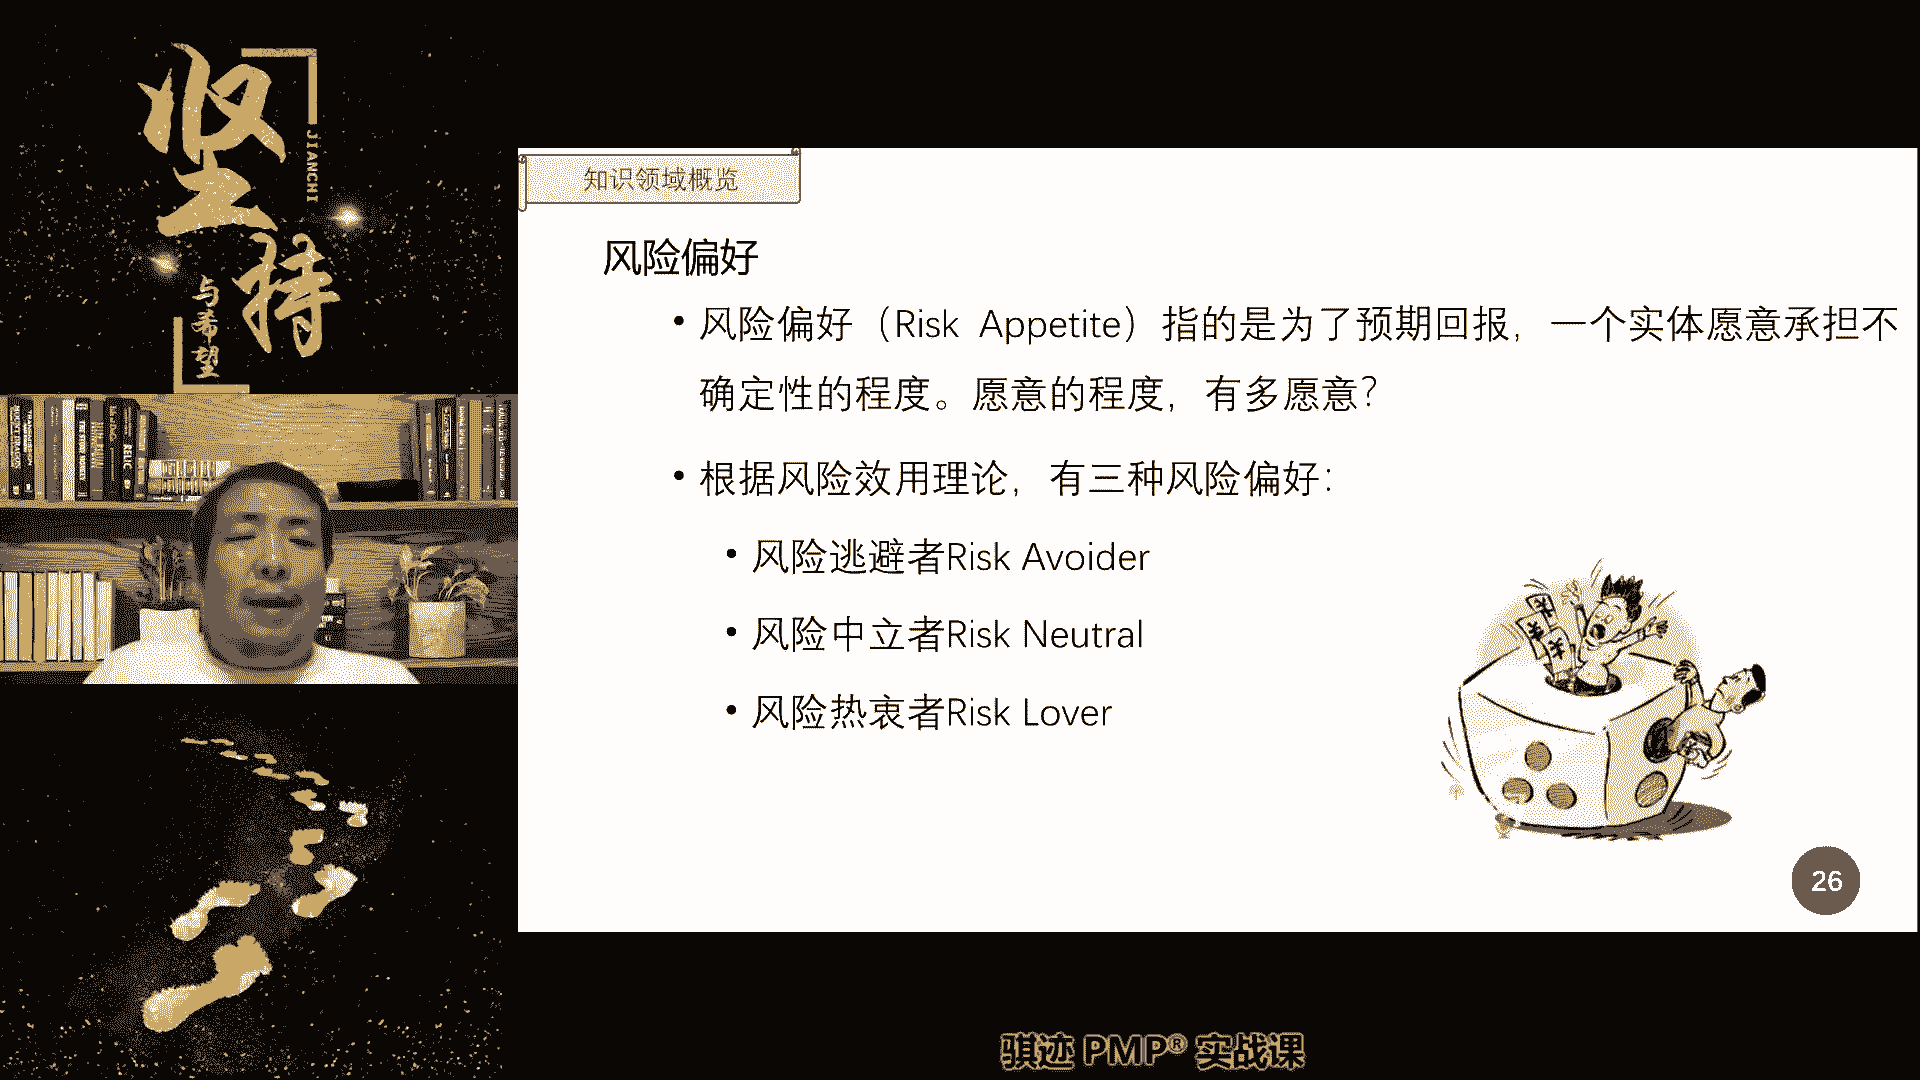 坚持
JIANCHI
与希望
知识领域概览
风险偏好
• 风险偏好（Risk Appetite）指的是为了预期回报，一个实体愿意承担不
确定性的程度。愿意的程度，有多愿意？
• 根据风险效用理论，有三种风险偏好：
• 风险逃避者Risk Avoider
• 风险中立者Risk Neutral
• 风险热衷者Risk Lover
26
骐迹 PMP® 实战课